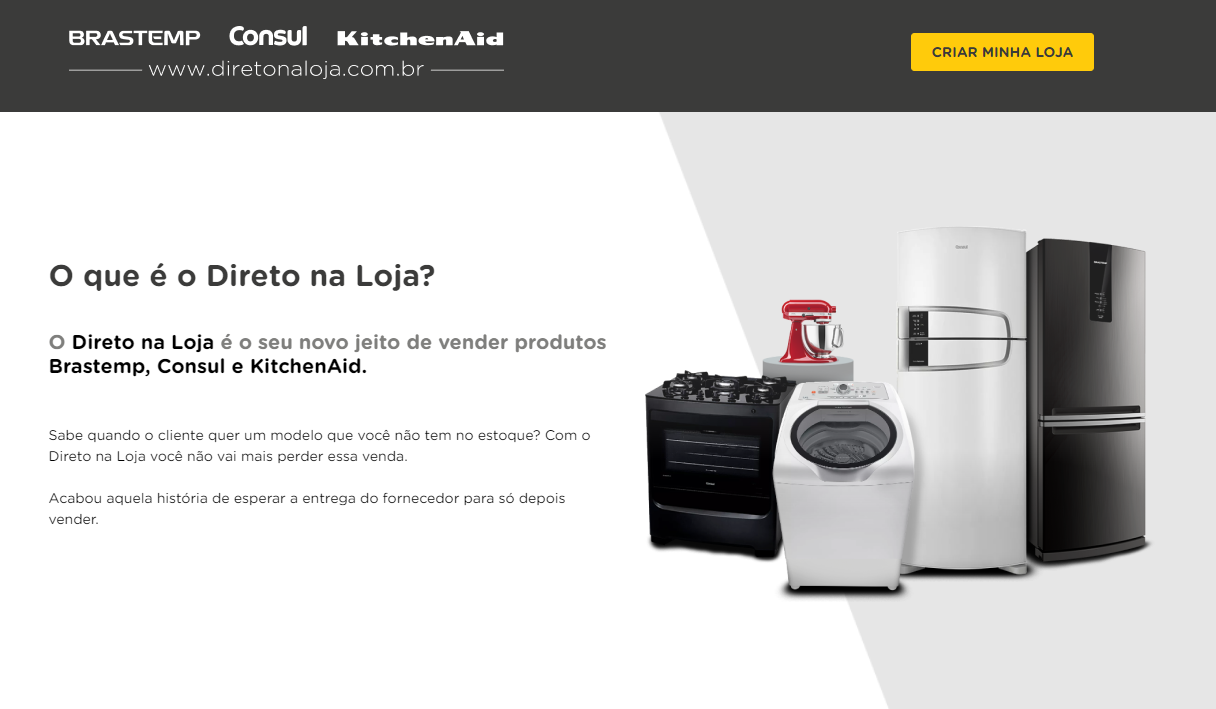 BRASTEMP Consul KitchenAid
www.diretonaloja.com.br
CRIAR MINHA LOJA
O que é o Direto na Loja?
O Direto na Loja é o seu novo jeito de vender produtos
Brastemp, Consul e KitchenAid.
Sabe quando o cliente quer um modelo que você não tem no estoque? Com o
Direto na Loja você não vai mais perder essa venda.
Acabou aquela história de esperar a entrega do fornecedor para só depois
vender.